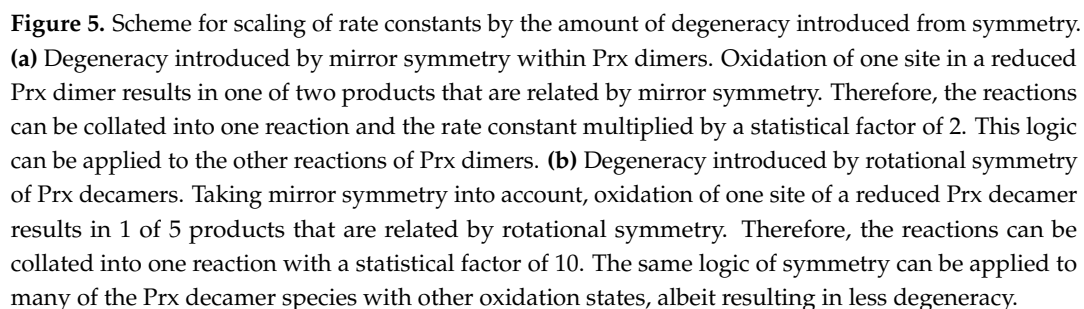 Figure 5. Scheme for scaling of rate constants by the amount of degeneracy introduced from symmetry.
(a) Degeneracy introduced by mirror symmetry within Prx dimers. Oxidation of one site in a reduced
Prx dimer results in one of two products that are related by mirror symmetry. Therefore, the reactions
can be collated into one reaction and the rate constant multiplied by a statistical factor of 2. This logic
can be applied to the other reactions of Prx dimers. (b) Degeneracy introduced by rotational symmetry
of Prx decamers. Taking mirror symmetry into account, oxidation of one site of a reduced Prx decamer
results in 1 of 5 products that are related by rotational symmetry. Therefore, the reactions can be
collated into one reaction with a statistical factor of 10. The same logic of symmetry can be applied to
many of the Prx decamer species with other oxidation states, albeit resulting in less degeneracy.